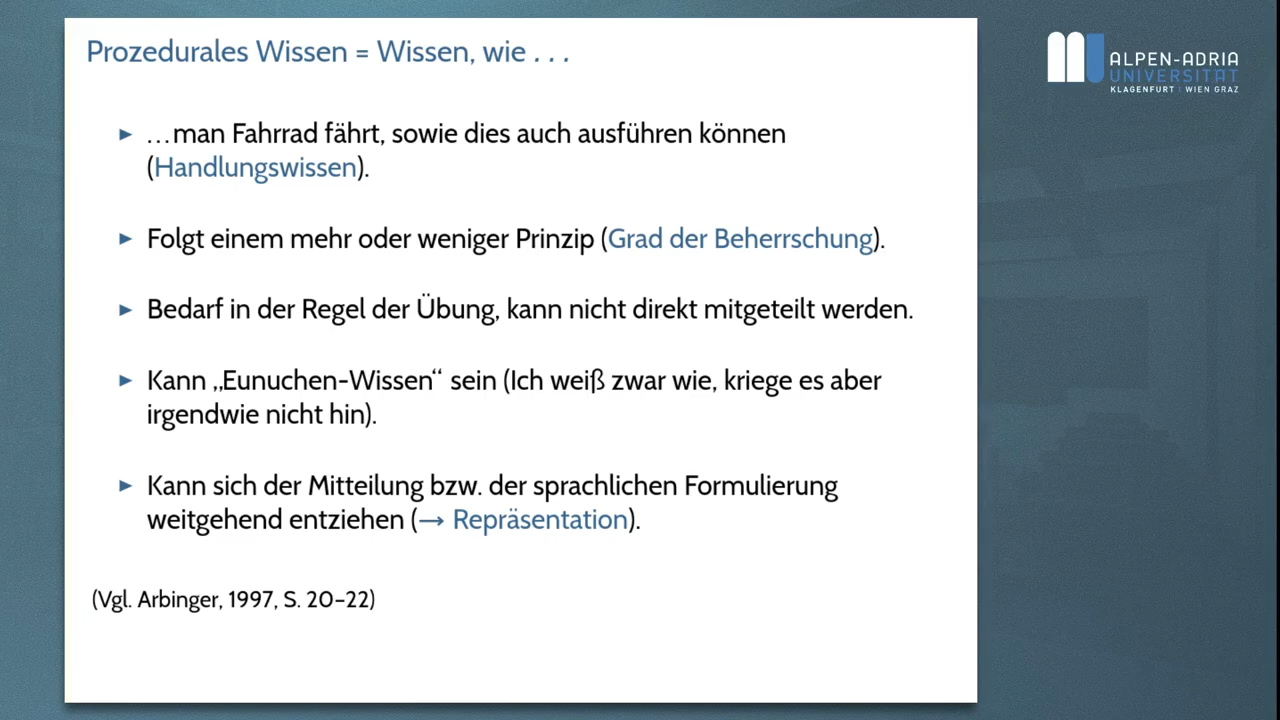 Prozedurales Wissen = Wissen, wie . . .
▶ …man Fahrrad fährt, sowie dies auch ausführen können
(Handlungswissen).
▶ Folgt einem mehr oder weniger Prinzip (Grad der Beherrschung).
▶ Bedarf in der Regel der Übung, kann nicht direkt mitgeteilt werden.
▶ Kann „Eunuchen-Wissen“ sein (Ich weiß zwar wie, kriege es aber
irgendwie nicht hin).
▶ Kann sich der Mitteilung bzw. der sprachlichen Formulierung
weitgehend entziehen (→ Repräsentation).
(Vgl. Arbinger, 1997, S. 20–22)
ALPEN-ADRIA
UNIVERSITÄT
KLAGENFURT | WIEN GRAZ